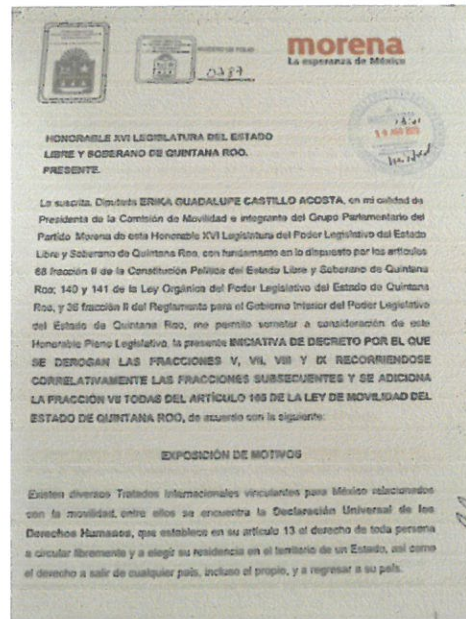 NÚMERO DE FOLIO
0787
morena
La esperanza de México
HONORABLE XVI LEGISLATURA DEL ESTADO
LIBRE Y SOBERANO DE QUINTANA ROO.
PRESENTE.
La suscrita, Diputada ERIKA GUADALUPE CASTILLO ACOSTA, en mi calidad de
Presidenta de la Comisión de Movilidad e integrante del Grupo Parlamentario del
Partido Morena de esta Honorable XVI Legislatura del Poder Legislativo del Estado
Libre y Soberano de Quintana Roo, con fundamento en lo dispuesto por los artículos
68 fracción II de la Constitución Política del Estado Libre y Soberano de Quintana
Roo; 140 y 141 de la Ley Orgánica del Poder Legislativo del Estado de Quintana
Roo, y 36 fracción II del Reglamento para el Gobierno Interior del Poder Legislativo
del Estado de Quintana Roo, me permito someter a consideración de este
Honorable Pleno Legislativo, la presente INICIATIVA DE DECRETO POR EL QUE
SE DEROGAN LAS FRACCIONES V, VII, VIII Y IX RECORRIENDOSE
CORRELATIVAMENTE LAS FRACCIONES SUBSECUENTES Y SE ADICIONA
LA FRACCIÓN VII TODAS DEL ARTÍCULO 165 DE LA LEY DE MOVILIDAD DEL
ESTADO DE QUINTANA ROO, de acuerdo con la siguiente:
EXPOSICIÓN DE MOTIVOS
Existen diversos Tratados Internacionales vinculantes para México relacionados
con la movilidad, entre ellos se encuentra la Declaración Universal de los
Derechos Humanos, que establece en su artículo 13 el derecho de toda persona
a circular libremente y a elegir su residencia en el territorio de un Estado, así como
el derecho a salir de cualquier país, incluso el propio, y a regresar a su país.